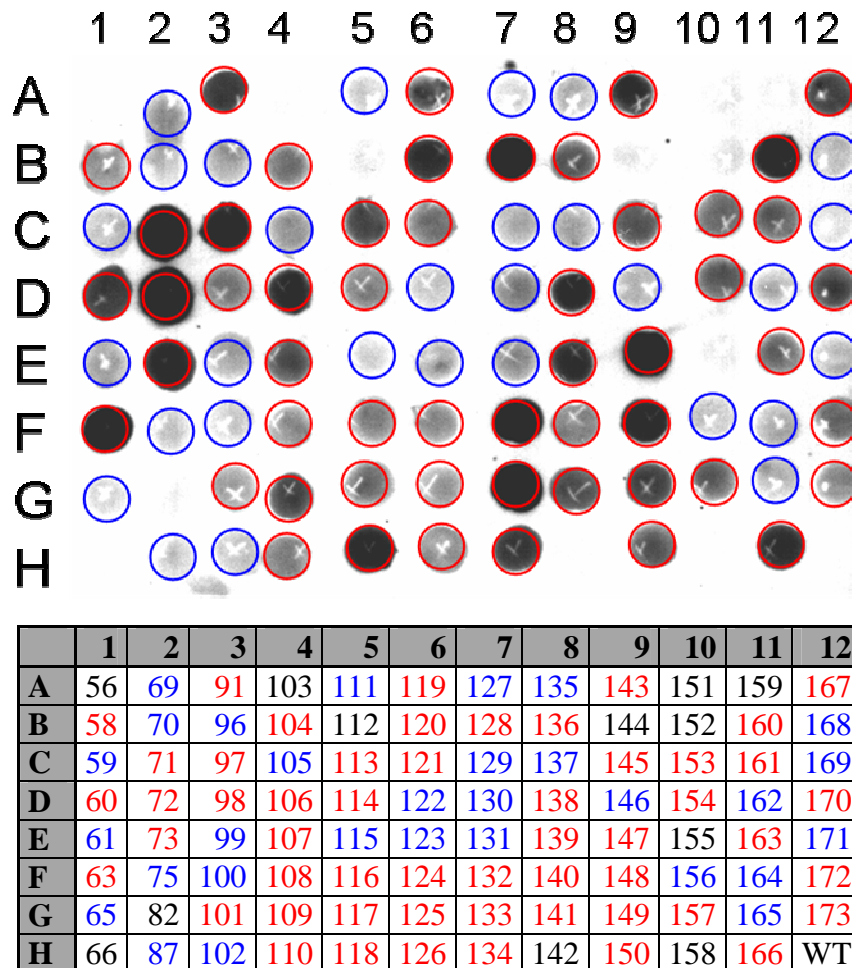 1 2 3 4 5 6 7 8 9 10 11 12
A
B
C
D
E
F
G
H
1 2 3 4 5 6 7 8 9 10 11 12
A 56 69 91 103 111 119 127 135 143 151 159 167
B 58 70 96 104 112 120 128 136 144 152 160 168
C 59 71 97 105 113 121 129 137 145 153 161 169
D 60 72 98 106 114 122 130 138 146 154 162 170
E 61 73 99 107 115 123 131 139 147 155 163 171
F 63 75 100 108 116 124 132 140 148 156 164 172
G 65 82 101 109 117 125 133 141 149 157 165 173
H 66 87 102 110 118 126 134 142 150 158 166 WT